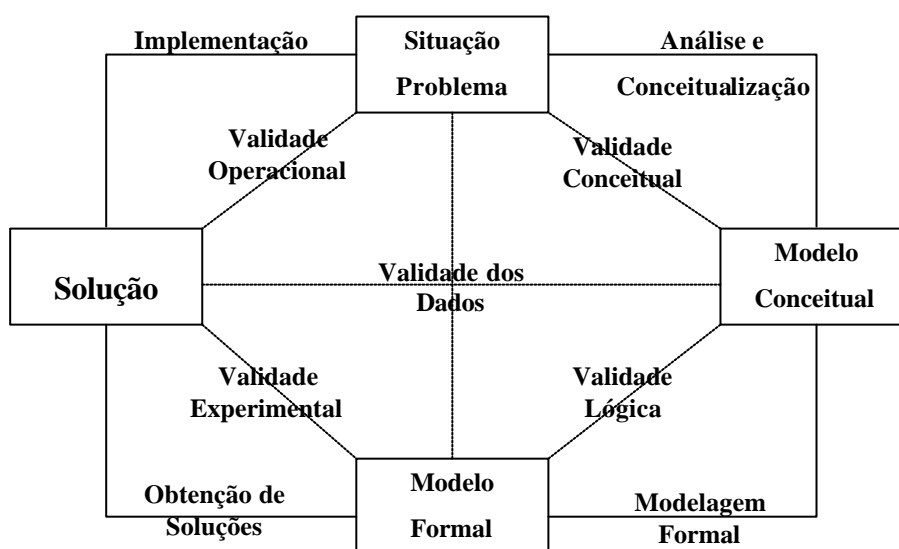 Implementação
Situação
Problema
Análise e
Conceitualização
Validade
Operacional
Validade
Conceitual
Solução
Validade dos
Dados
Modelo
Conceitual
Validade
Experimental
Validade
Lógica
Obtenção de
Soluções
Modelo
Formal
Modelagem
Formal